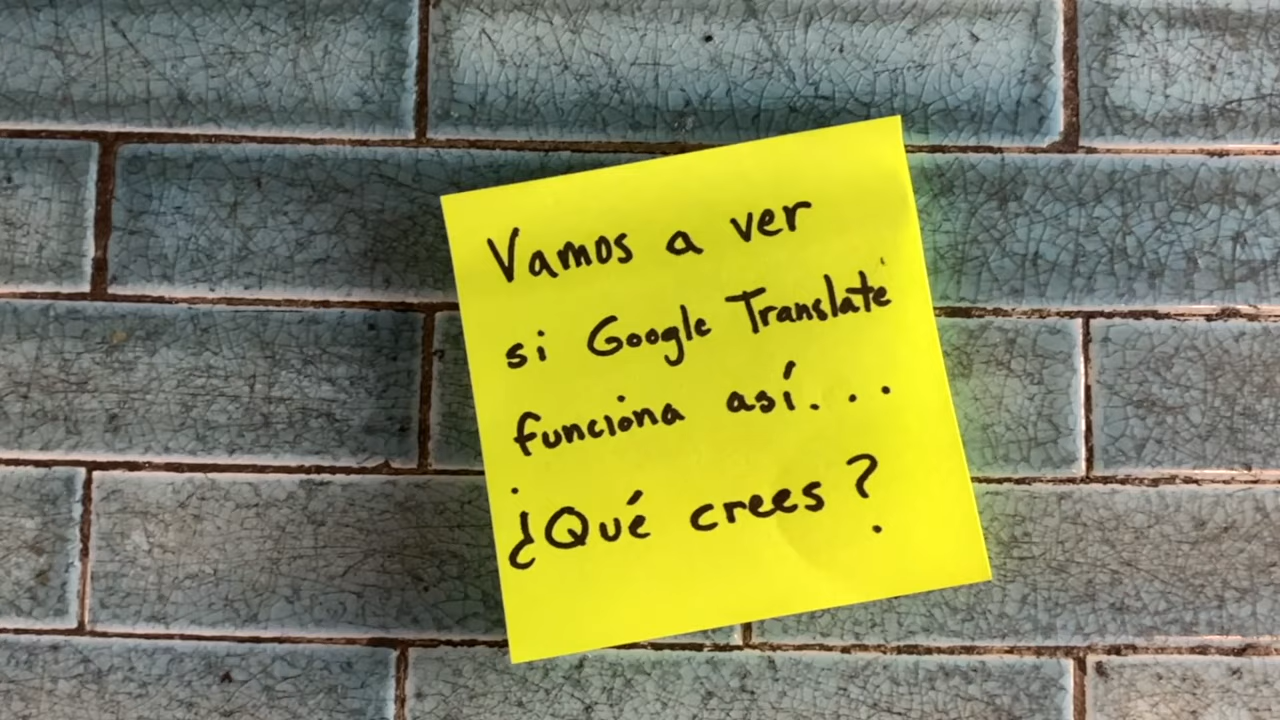 Vamos a ver
si Google Translate
funciona así...
¿Qué crees?